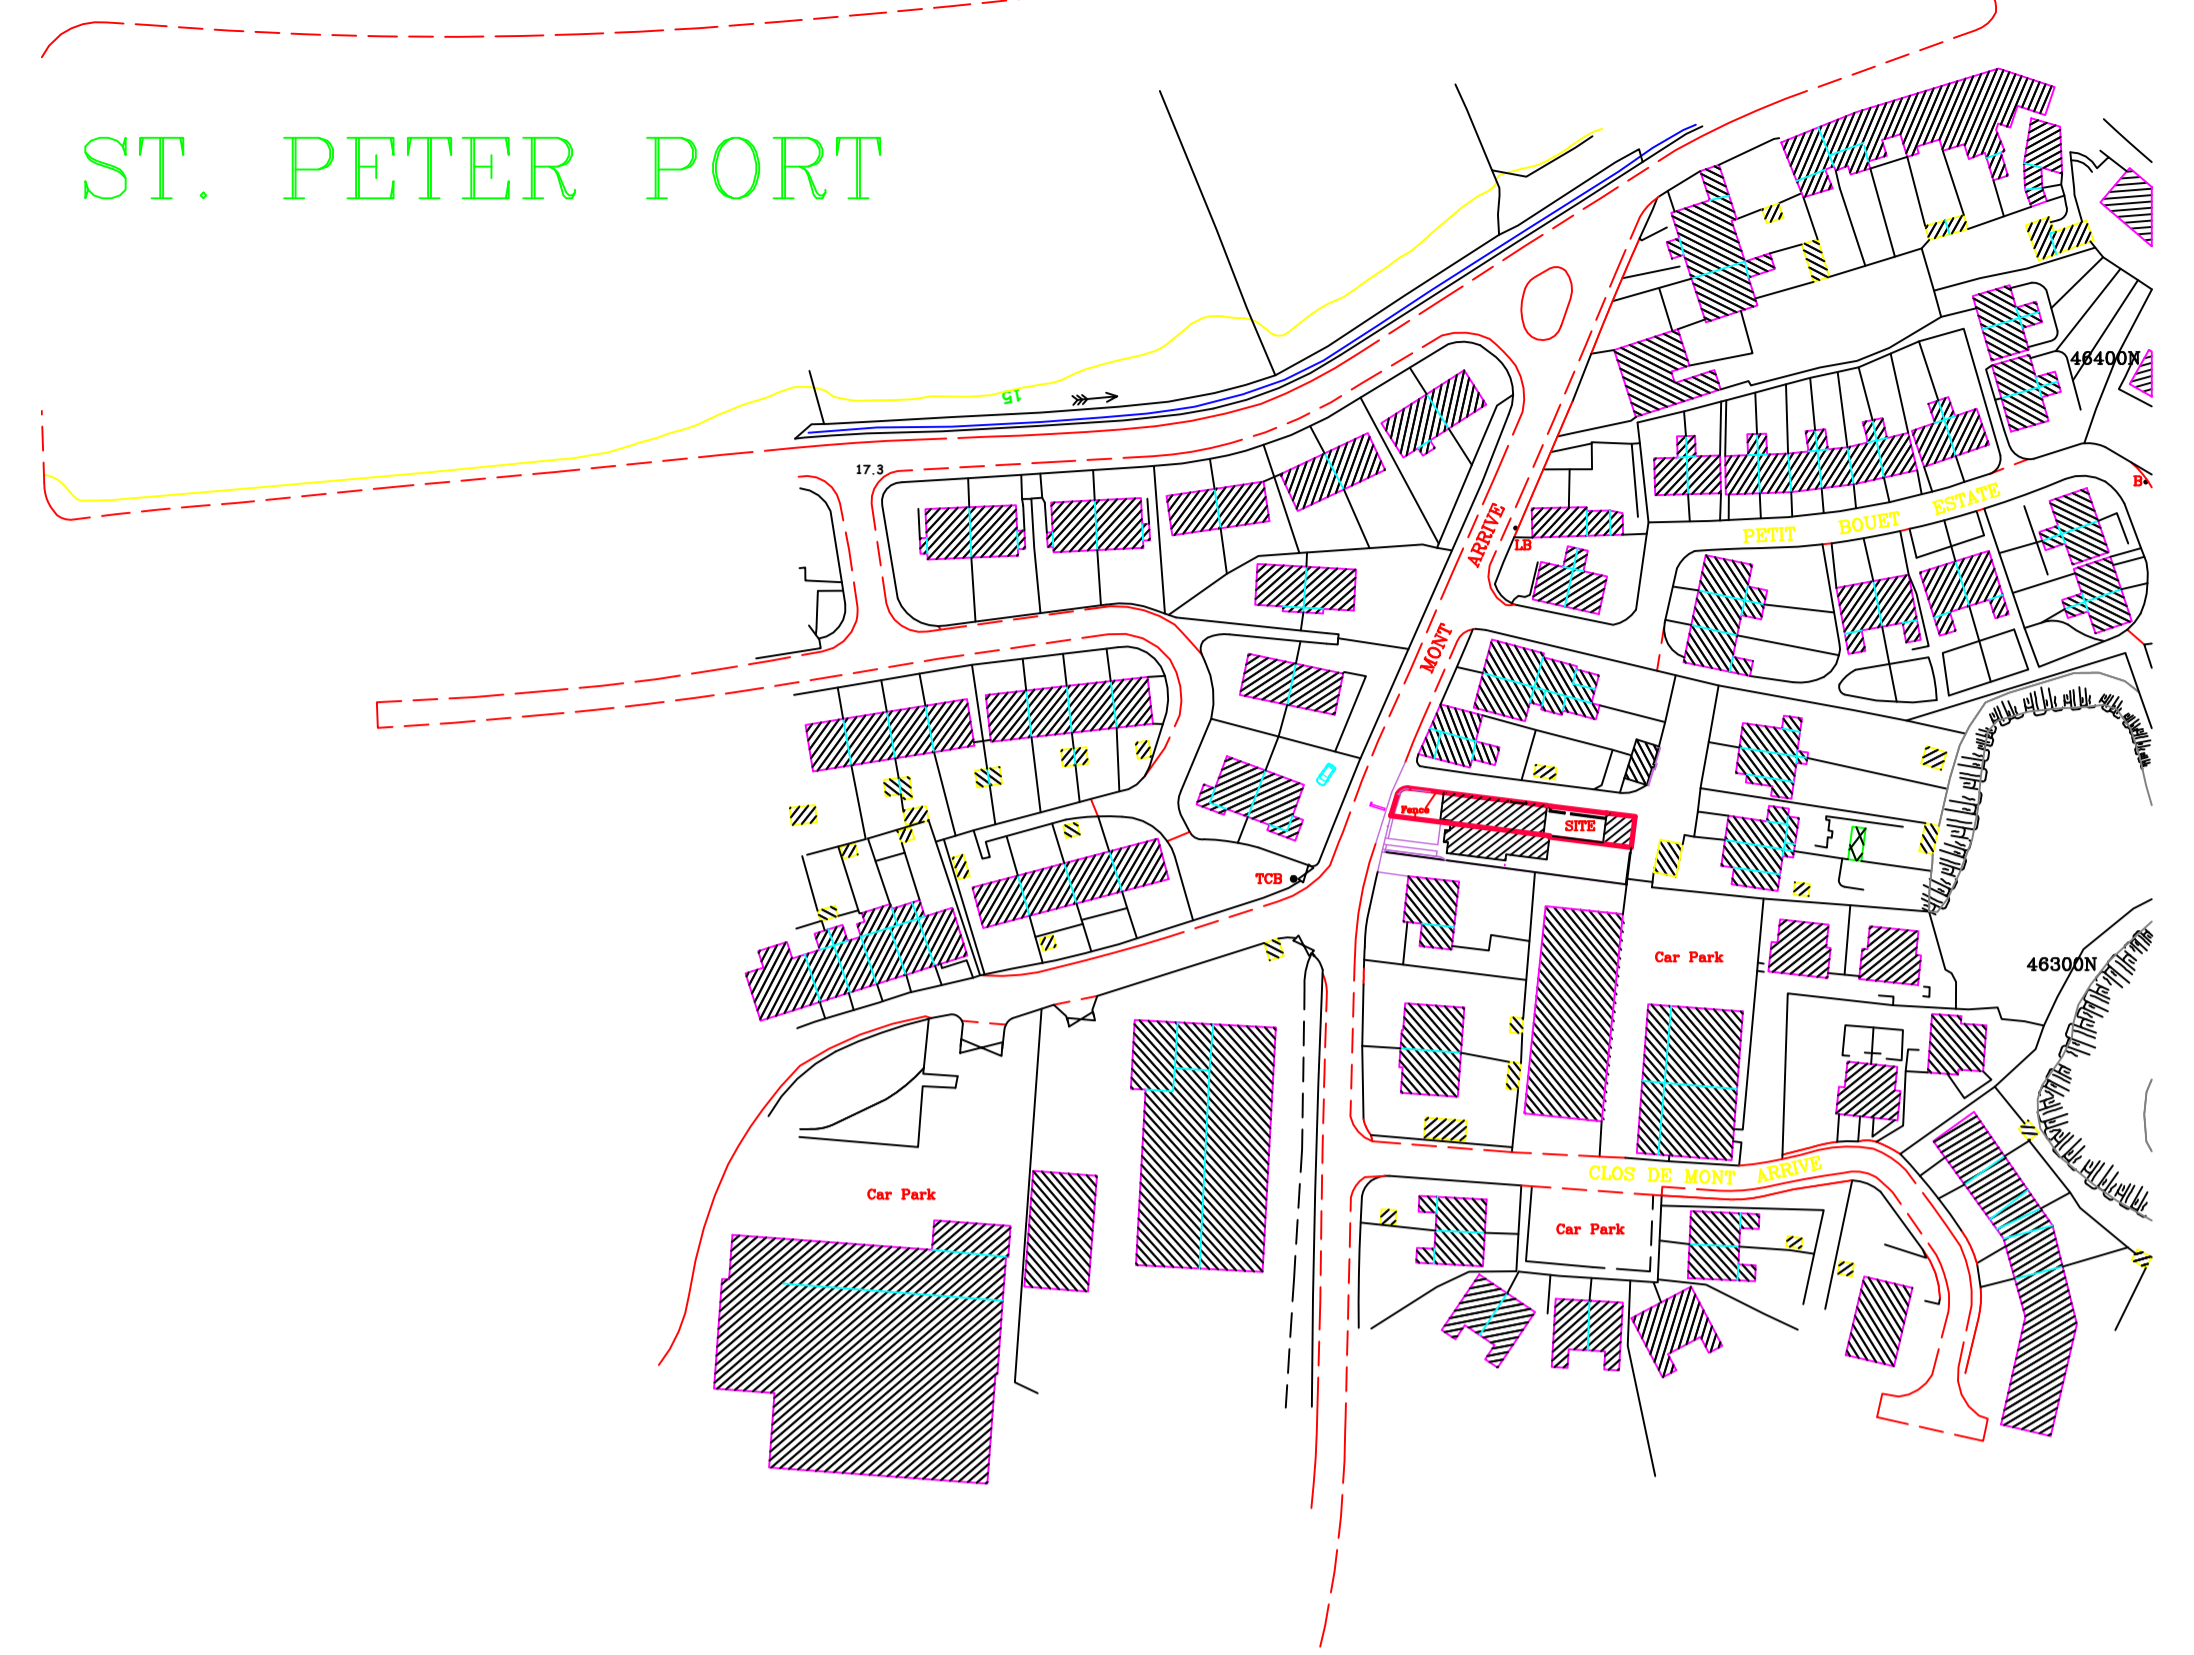 ST. PETER PORT
46400N
15
17.3
B
PETIT BOUET ESTATE
LB
MONT ARRIVE
Fence
SITE
TCB
Car Park
46300N
CLOS DE MONT ARRIVE
Car Park
Car Park